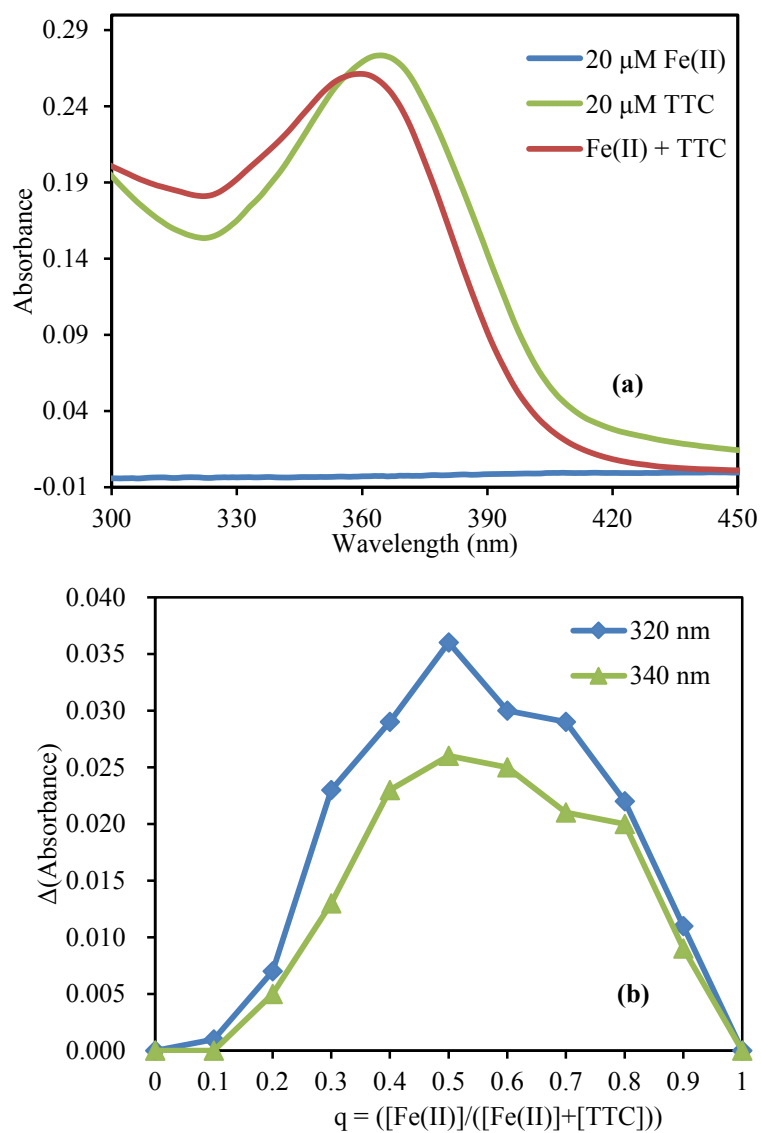 0.29
0.24
0.19
0.14
0.09
0.04
-0.01
Absorbance
20 μM Fe(II)
20 μM TTC
Fe(II) + TTC
(a)
300 330 360 390 420 450
Wavelength (nm)
0.040
0.035
0.030
0.025
0.020
0.015
0.010
0.005
0.000
Δ(Absorbance)
320 nm
340 nm
(b)
0 0.1 0.2 0.3 0.4 0.5 0.6 0.7 0.8 0.9 1
q = ([Fe(II)]/([Fe(II)]+[TTC]))